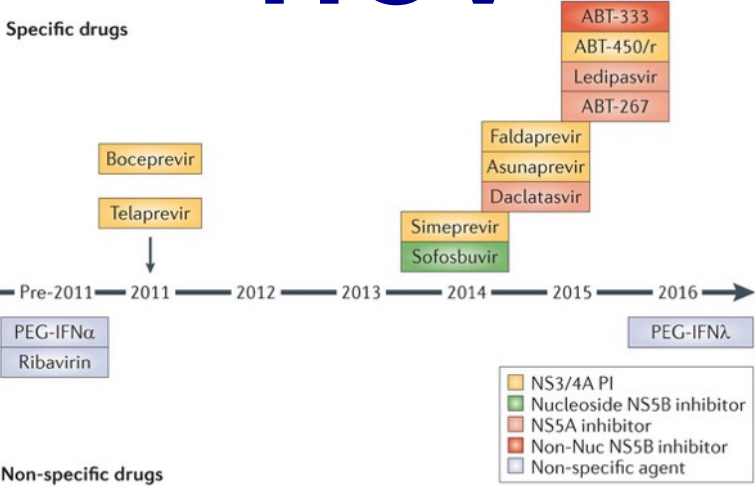 HCV
Specific drugs
ABT-333
ABT-450/r
Ledipasvir
ABT-267
Boceprevir
Faldaprevir
Asunaprevir
Daclatasvir
Telaprevir
Simeprevir
Sofosbuvir
Pre-2011 2011 2012 2013 2014 2015 2016
PEG-IFNα
Ribavirin
PEG-IFNλ
NS3/4A PI
Nucleoside NS5B inhibitor
NS5A inhibitor
Non-Nuc NS5B inhibitor
Non-specific agent
Non-specific drugs